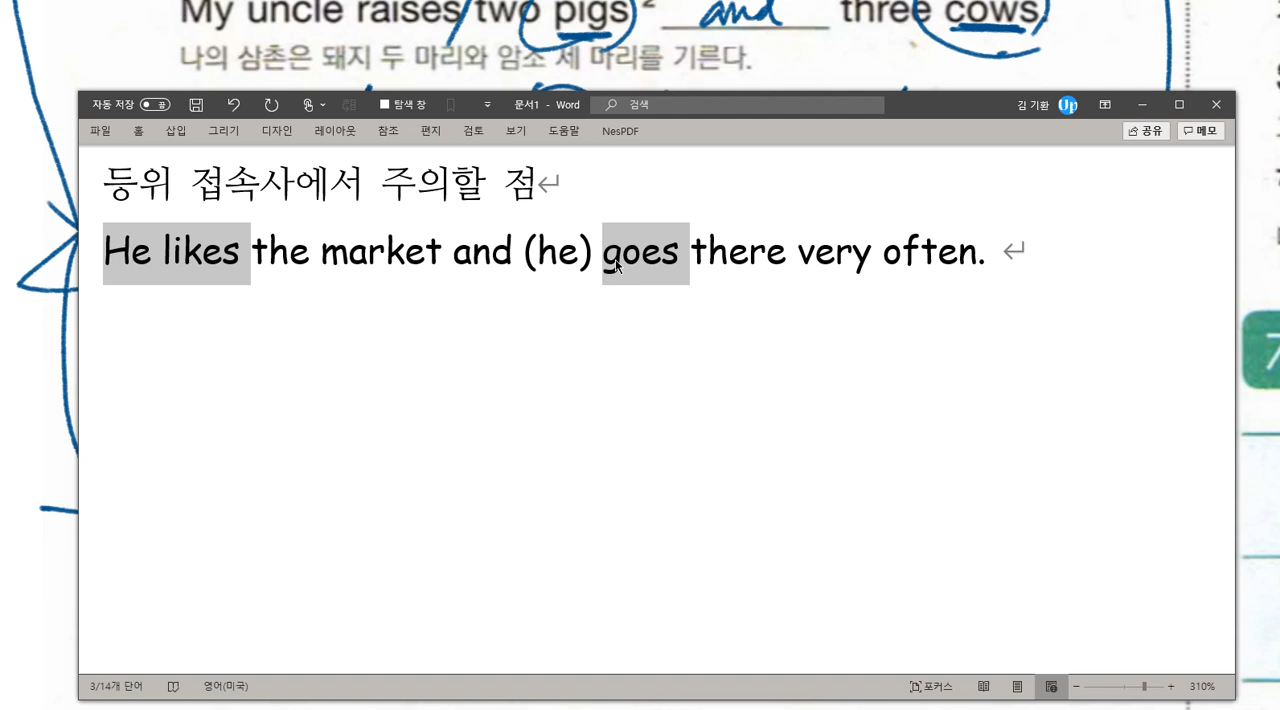 My uncle raises two pigs 2 and three cows.
나의 삼촌은 돼지 두 마리와 암소 세 마리를 기른다.
자동 저장 끔 탐색 창 문서1 - Word 검색 김 기환 Up
파일 홈 삽입 그리기 디자인 레이아웃 참조 편지 검토 보기 도움말 NesPDF 공유 메모
등위 접속사에서 주의할 점
He likes the market and (he) goes there very often.
3/14개 단어 영어(미국) 포커스 310%